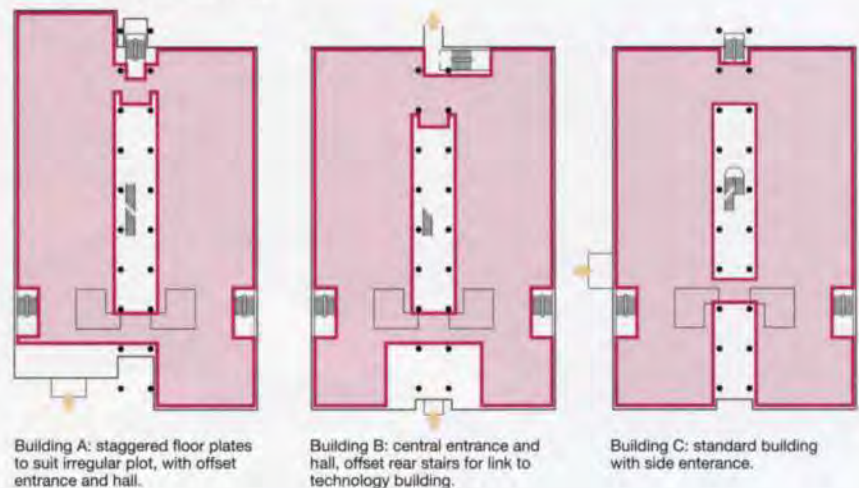 Building A: staggered floor plates
to suit irregular plot, with offset
entrance and hall.
Building B: central entrance and
hall, offset rear stairs for link to
technology building.
Building C: standard building
with side enterance.